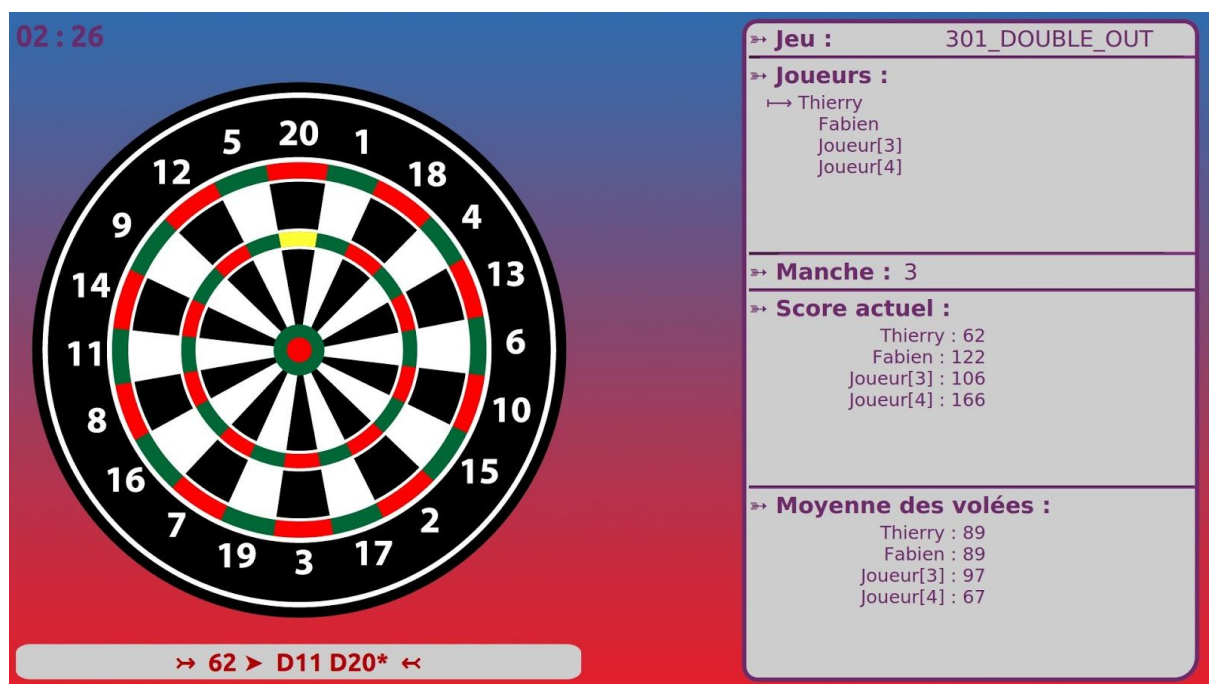 02 : 26
20
1
18
4
13
6
10
15
2
17
3
19
7
16
8
11
14
9
12
5
62 ➤ D11 D20*
Jeu : 301_DOUBLE_OUT
Joueurs :
Thierry
Fabien
Joueur[3]
Joueur[4]
Manche : 3
Score actuel :
Thierry : 62
Fabien : 122
Joueur[3] : 106
Joueur[4] : 166
Moyenne des volées :
Thierry : 89
Fabien : 89
Joueur[3] : 97
Joueur[4] : 67